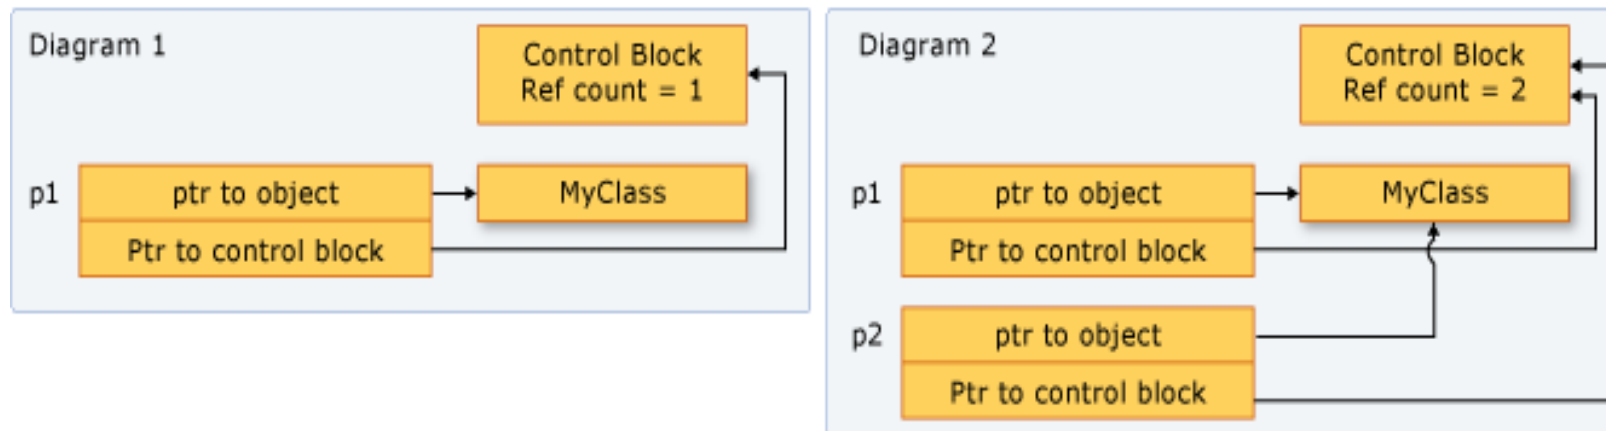 Diagram 1
Control Block
Ref count = 1
p1
ptr to object
MyClass
Ptr to control block
Diagram 2
Control Block
Ref count = 2
p1
ptr to object
MyClass
Ptr to control block
p2
ptr to object
Ptr to control block